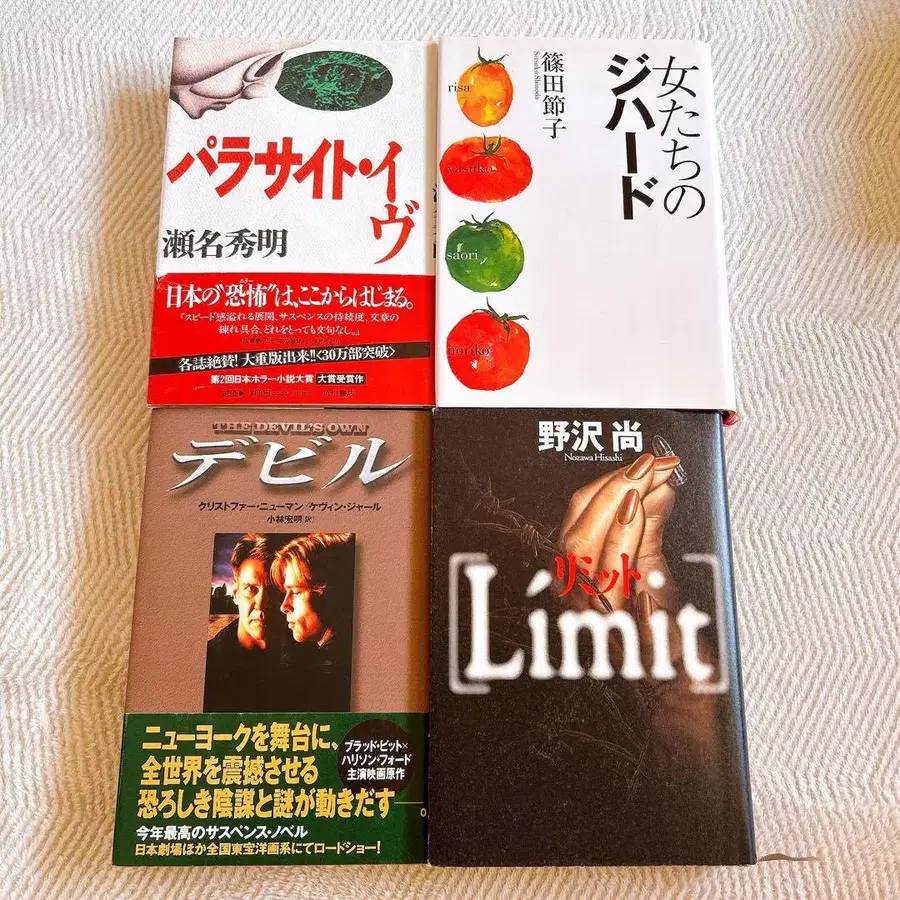 パラサイト・イヴ
瀬名秀明
日本の"恐怖"は、ここからはじまる。
ホラー
『スピード感溢れる展開、サスペンスの持続度、文章の
練れ具合、どれをとっても文句なし。』
各誌絶賛!大重版出来!!<30万部突破>
第2回日本ホラー小説大賞 大賞受賞作
女たちの
ジハード
篠田節子
Setsuko Shinoda
risa
yasuko
saori
noriko
THE DEVIL'S OWN
デビル
クリストファー・ニューマン/ケヴィン・ジャール
小林宏明[訳]
ニューヨークを舞台に、
全世界を震撼させる
恐ろしき陰謀と謎が動きだす
ブラッド・ピット×
ハリソン・フォード
主演映画原作
今年最高のサスペンス・ノベル
日本劇場ほか全国東宝洋画系にてロードショー!
野沢 尚
Nozawa Hisashi
リミット
[Límit]